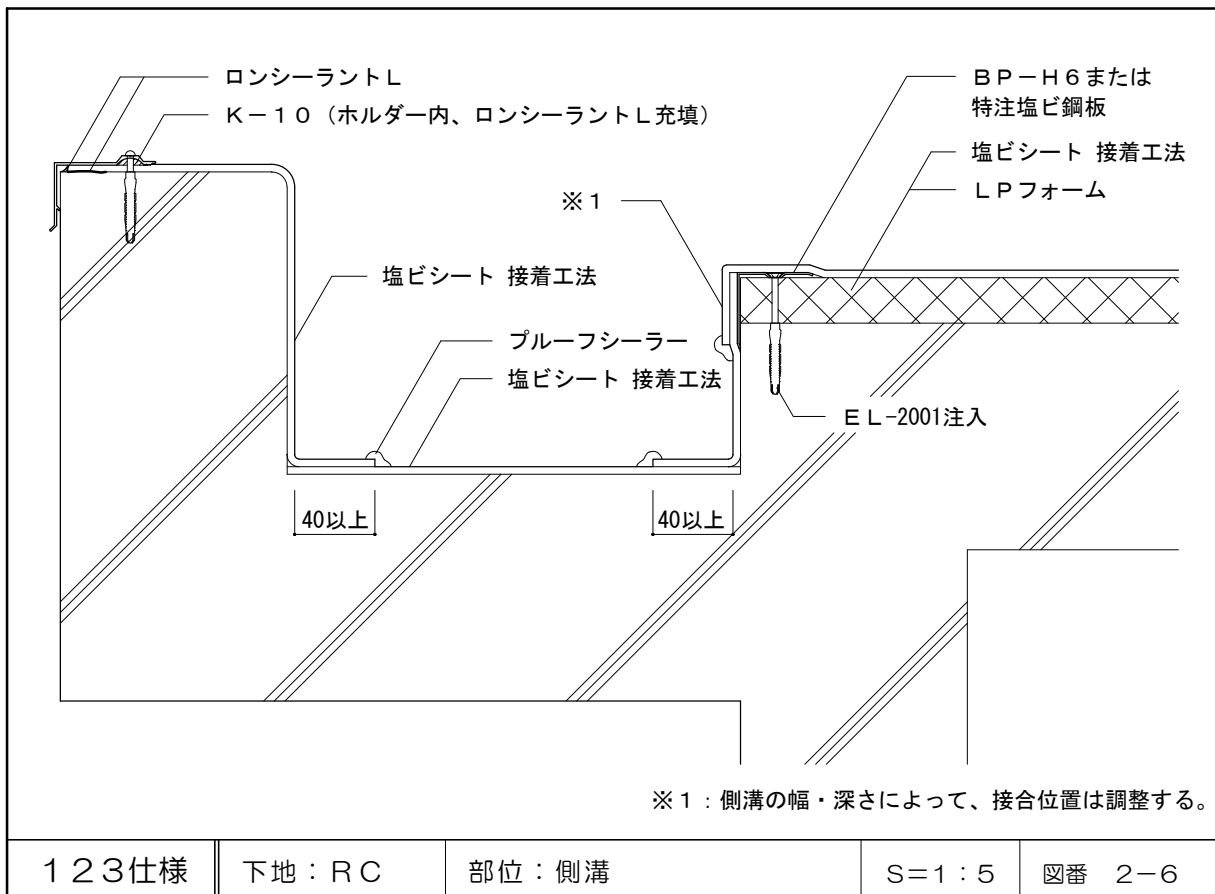 ロンシーラントL
K-10(ホルダー内、ロンシーラントL充填)
BP-H6または
特注塩ビ鋼板
塩ビシート 接着工法
LPフォーム
※1
塩ビシート 接着工法
プルーフシーラー
塩ビシート 接着工法
EL-2001注入
40以上
40以上
※1:側溝の幅・深さによって、接合位置は調整する。
123仕様
下地:RC
部位:側溝
S=1:5
図番 2-6